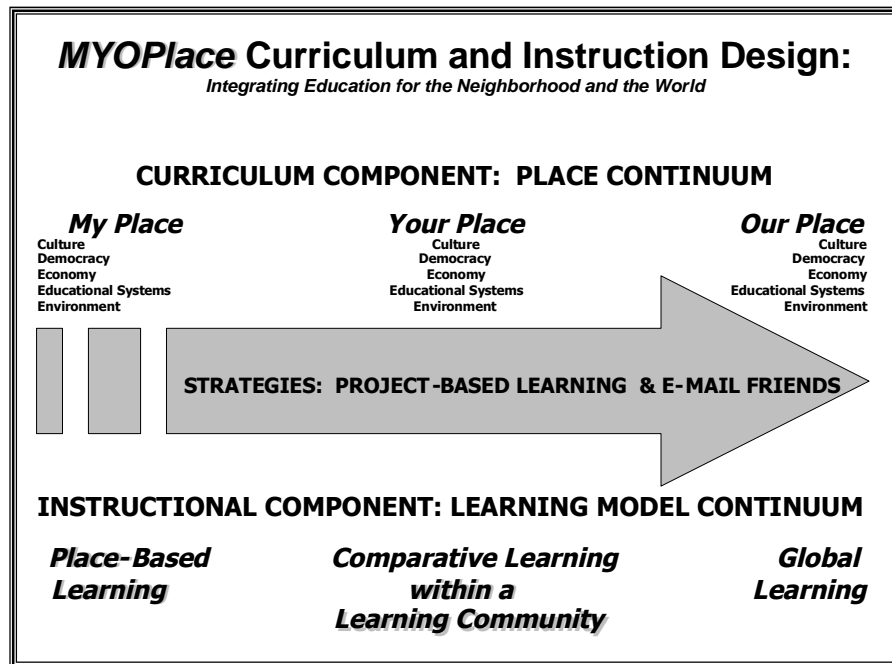 MYOPlace Curriculum and Instruction Design:
Integrating Education for the Neighborhood and the World
CURRICULUM COMPONENT: PLACE CONTINUUM
My Place
Culture
Democracy
Economy
Educational Systems
Environment
Your Place
Culture
Democracy
Economy
Educational Systems
Environment
Our Place
Culture
Democracy
Economy
Educational Systems
Environment
STRATEGIES: PROJECT-BASED LEARNING & E-MAIL FRIENDS
INSTRUCTIONAL COMPONENT: LEARNING MODEL CONTINUUM
Place-Based
Learning
Comparative Learning
within a
Learning Community
Global
Learning